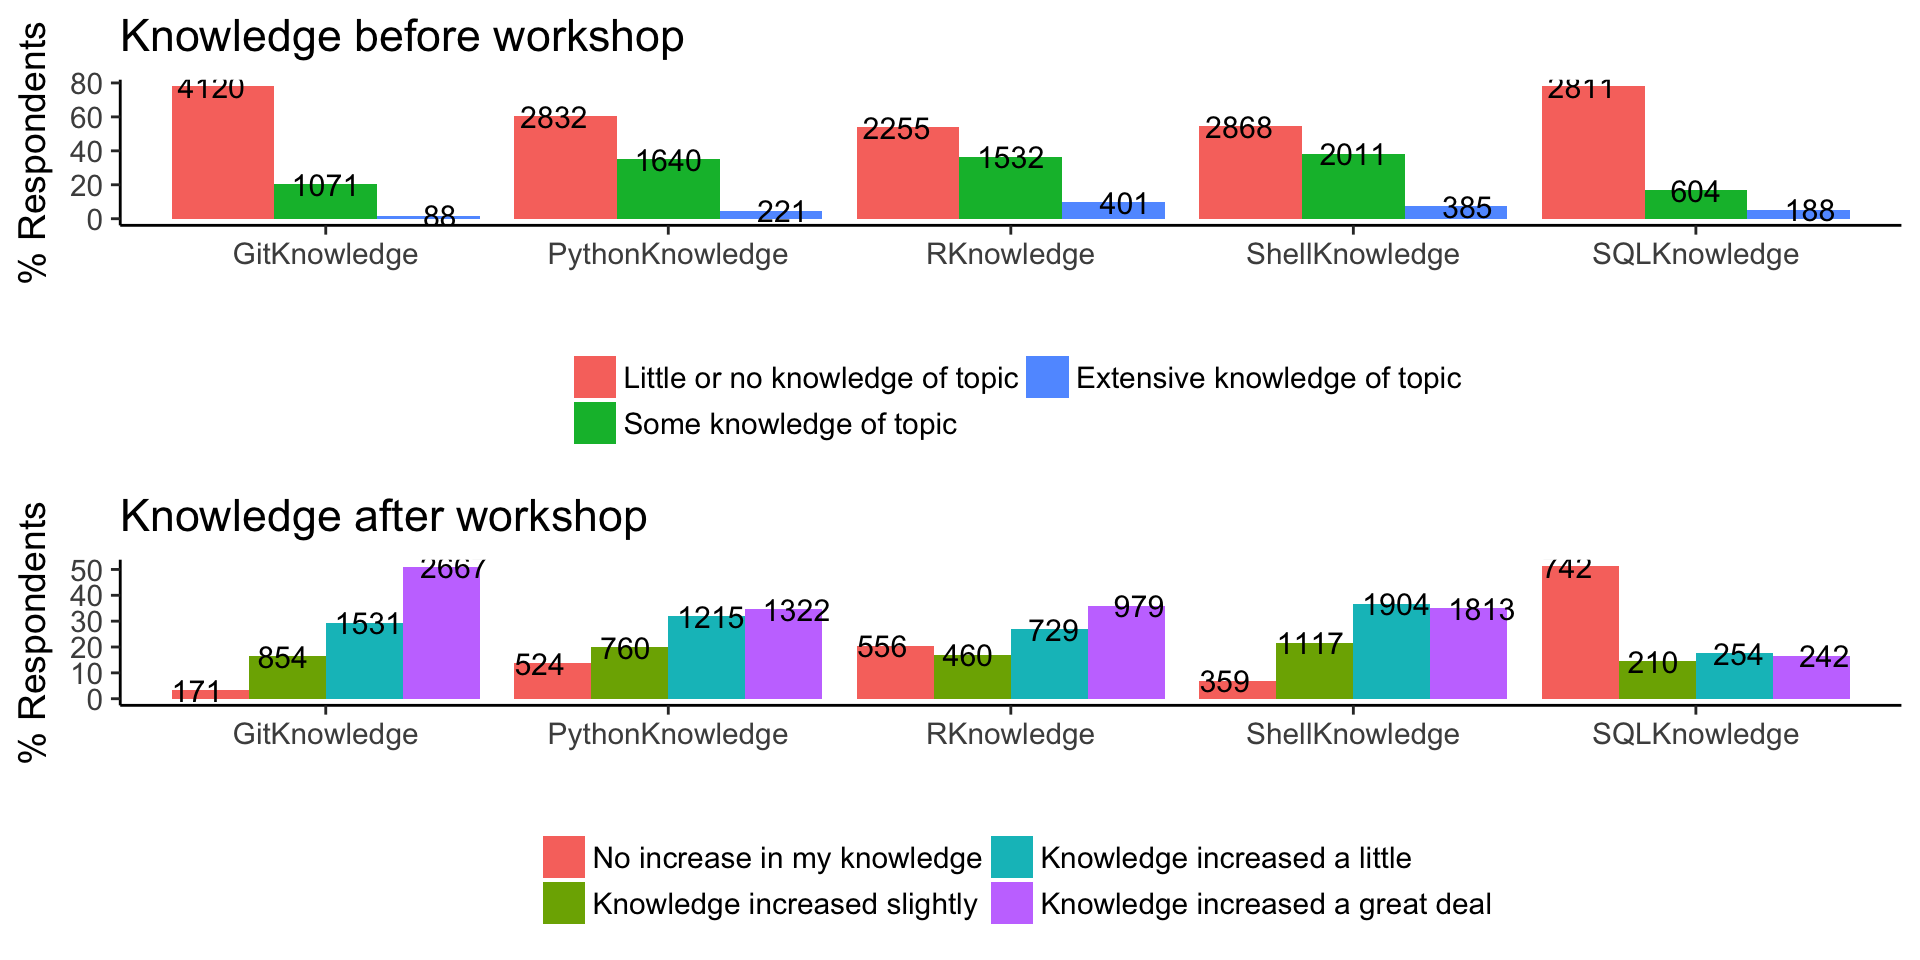 Knowledge before workshop
% Respondents
80
60
40
20
0
4120 1071 88 2832 1640 221 2255 1532 401 2868 2011 385 2811 604 188
GitKnowledge PythonKnowledge RKnowledge ShellKnowledge SQLKnowledge
Little or no knowledge of topic Extensive knowledge of topic
Some knowledge of topic
Knowledge after workshop
% Respondents
50
40
30
20
10
0
171 854 1531 2667 524 760 1215 1322 556 460 729 979 359 1117 1904 1813 742 210 254 242
GitKnowledge PythonKnowledge RKnowledge ShellKnowledge SQLKnowledge
No increase in my knowledge Knowledge increased a little
Knowledge increased slightly Knowledge increased a great deal